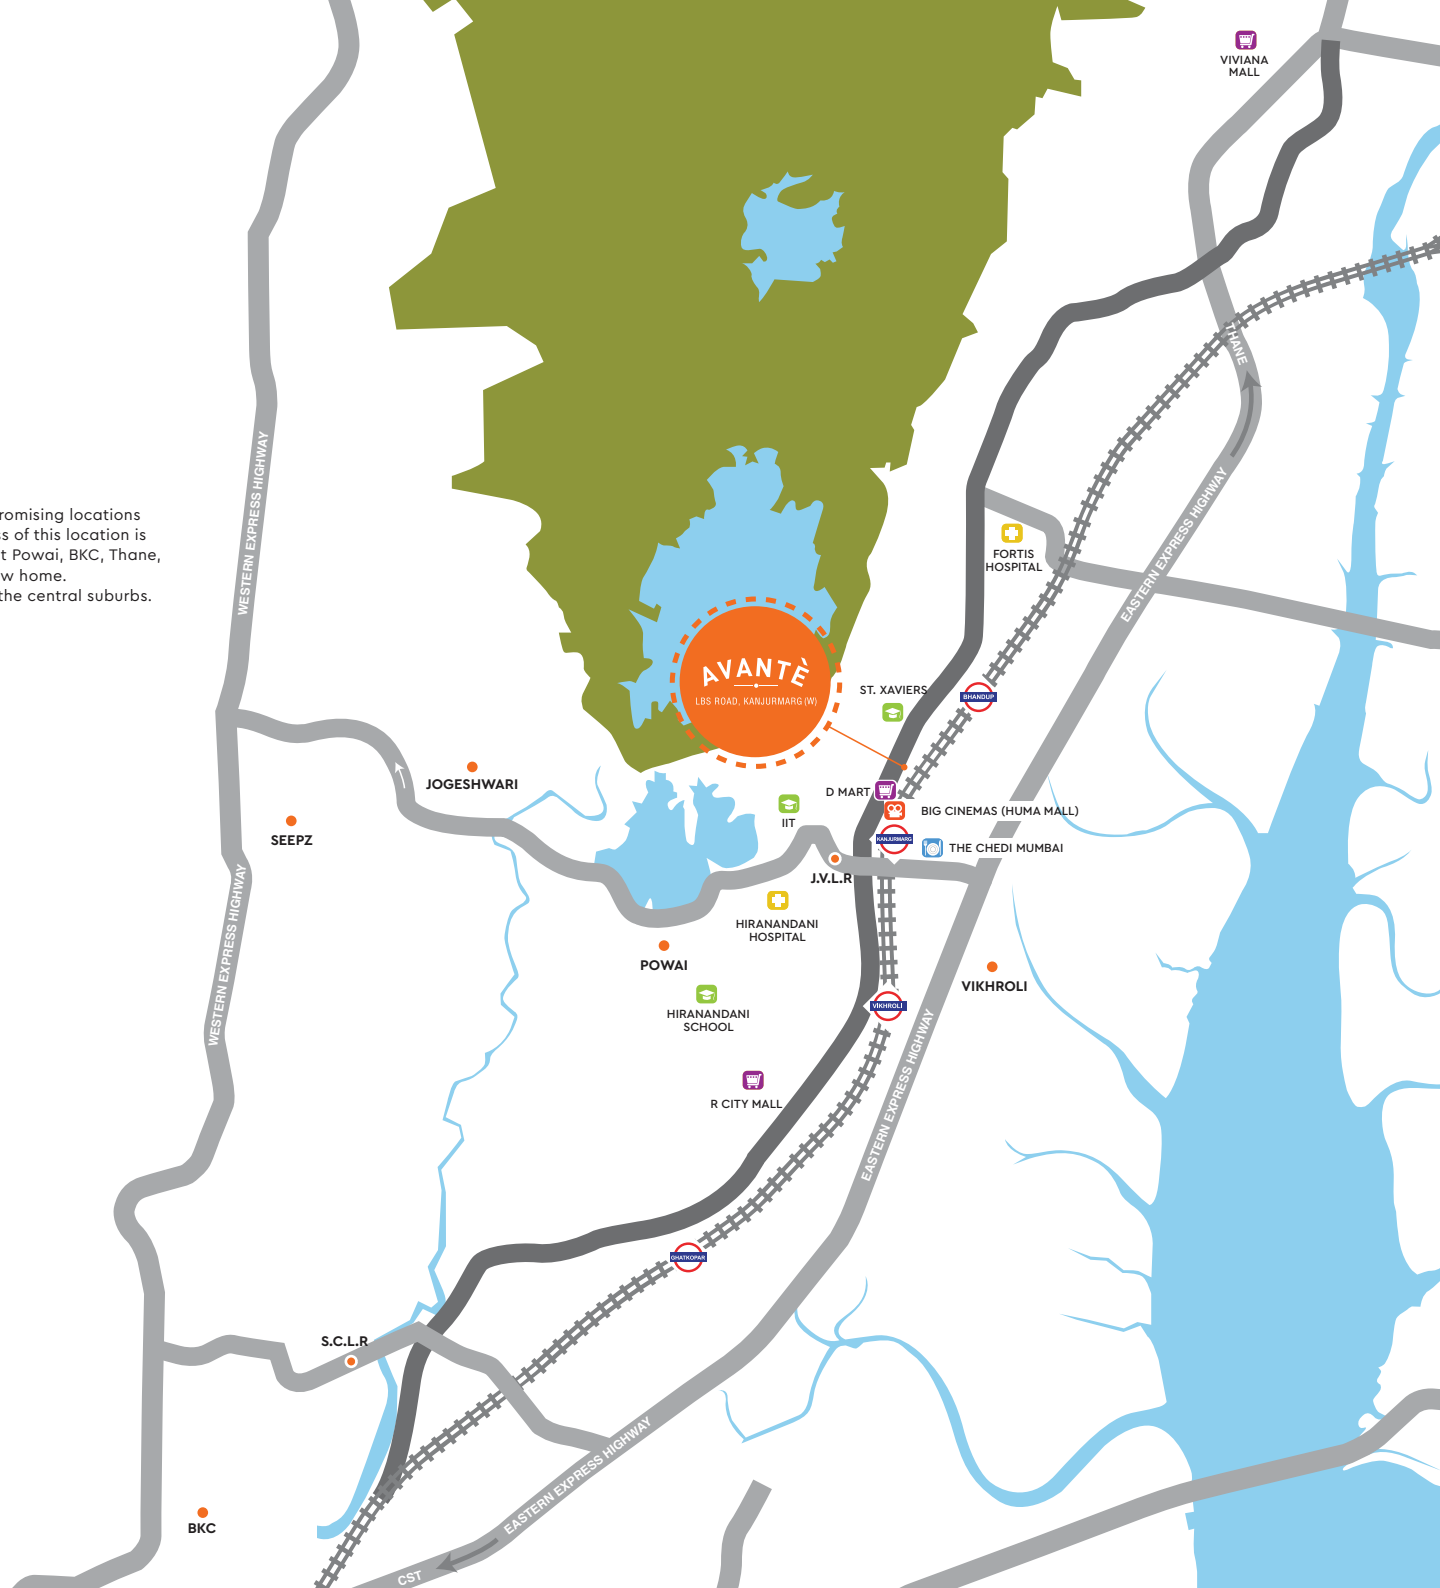 VIVIANA
MALL
THANE
WESTERN EXPRESS HIGHWAY
EASTERN EXPRESS HIGHWAY
romising locations
s of this location is
t Powai, BKC, Thane,
w home.
the central suburbs.
FORTIS
HOSPITAL
AVANTÈ
LBS ROAD, KANJURMARG (W)
ST. XAVIERS
BHANDUP
JOGESHWARI
D MART
BIG CINEMAS (HUMA MALL)
IIT
SEEPZ
KANJURMARG
THE CHEDI MUMBAI
J.V.L.R
WESTERN EXPRESS HIGHWAY
HIRANANDANI
HOSPITAL
POWAI
VIKHROLI
HIRANANDANI
SCHOOL
VIKHROLI
EASTERN EXPRESS HIGHWAY
R CITY MALL
GHATKOPAR
S.C.L.R
EASTERN EXPRESS HIGHWAY
BKC
CST